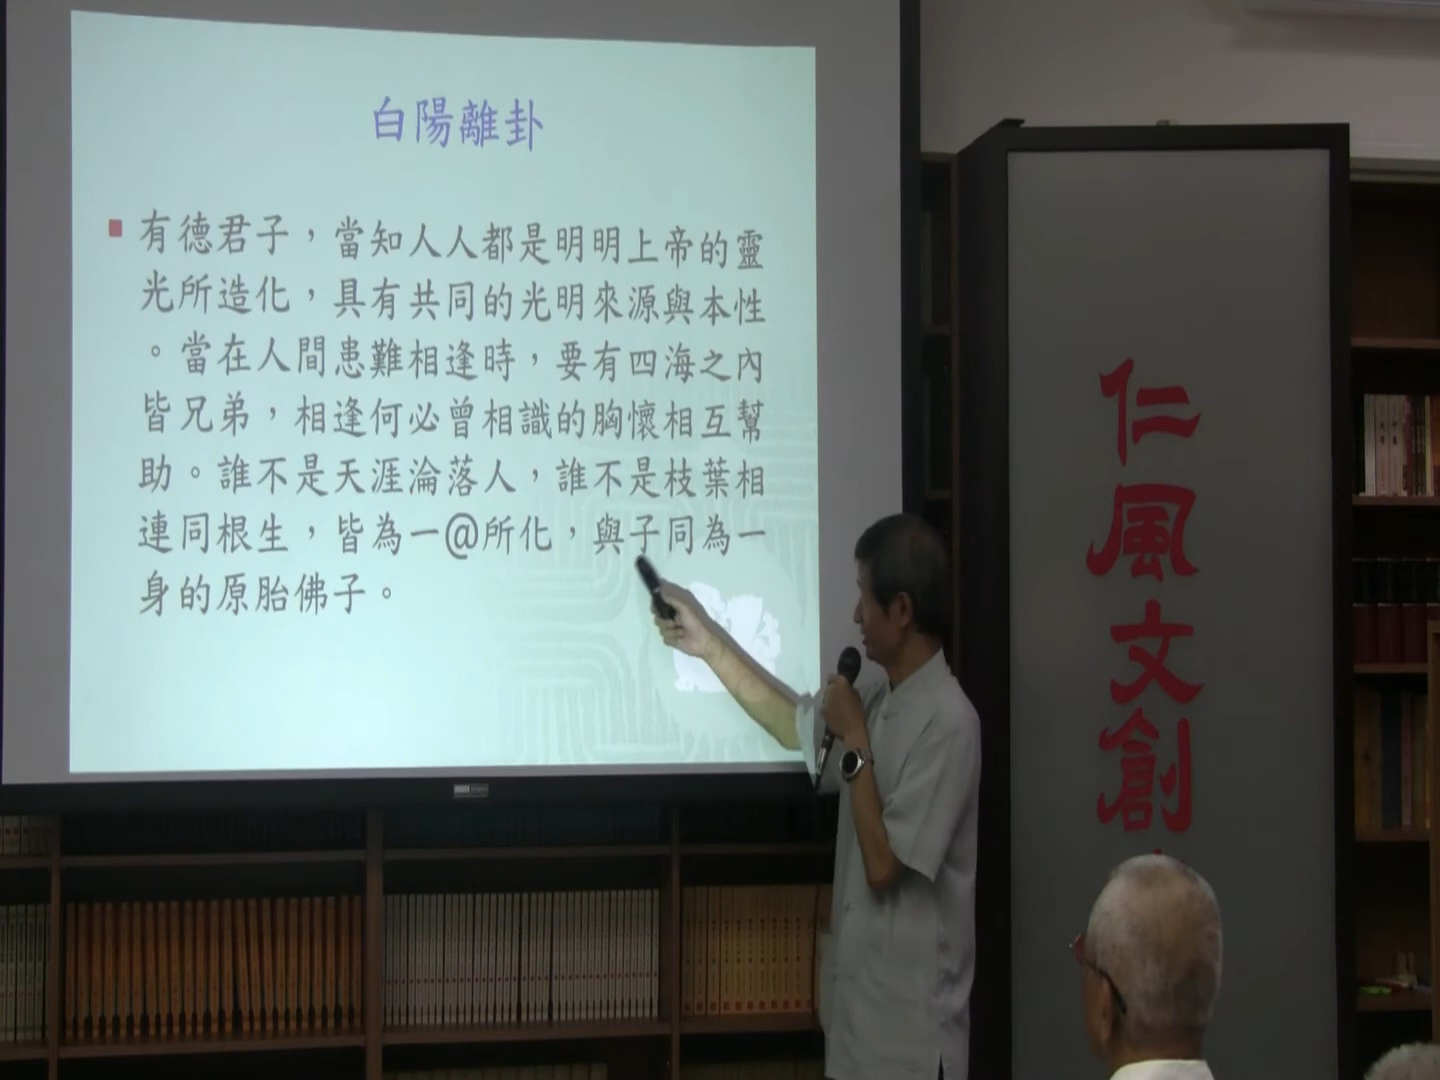 白陽離卦
有德君子，當知人人都是明明上帝的靈
光所造化，具有共同的光明來源與本性
。當在人間患難相逢時，要有四海之內
皆兄弟，相逢何必曾相識的胸懷相互幫
助。誰不是天涯淪落人，誰不是枝葉相
連同根生，皆為一@所化，與子同為一
身的原胎佛子。
仁風文創